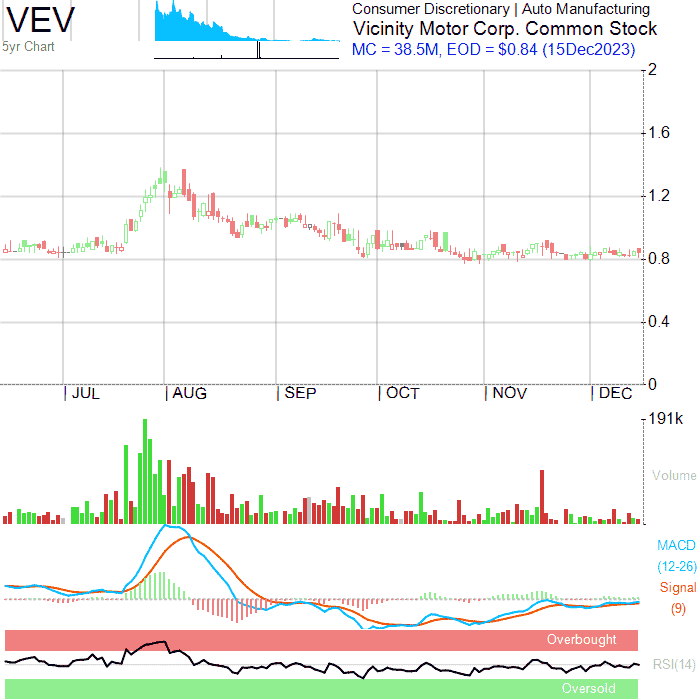 VEV
5yr Chart
Consumer Discretionary | Auto Manufacturing
Vicinity Motor Corp. Common Stock
MC = 38.5M, EOD = $0.84 (15Dec2023)
2
1.6
1.2
0.8
0.4
0
| JUL | AUG | SEP | OCT | NOV | DEC
191k
Volume
MACD
(12-26)
Signal
(9)
Overbought
RSI(14)
Oversold